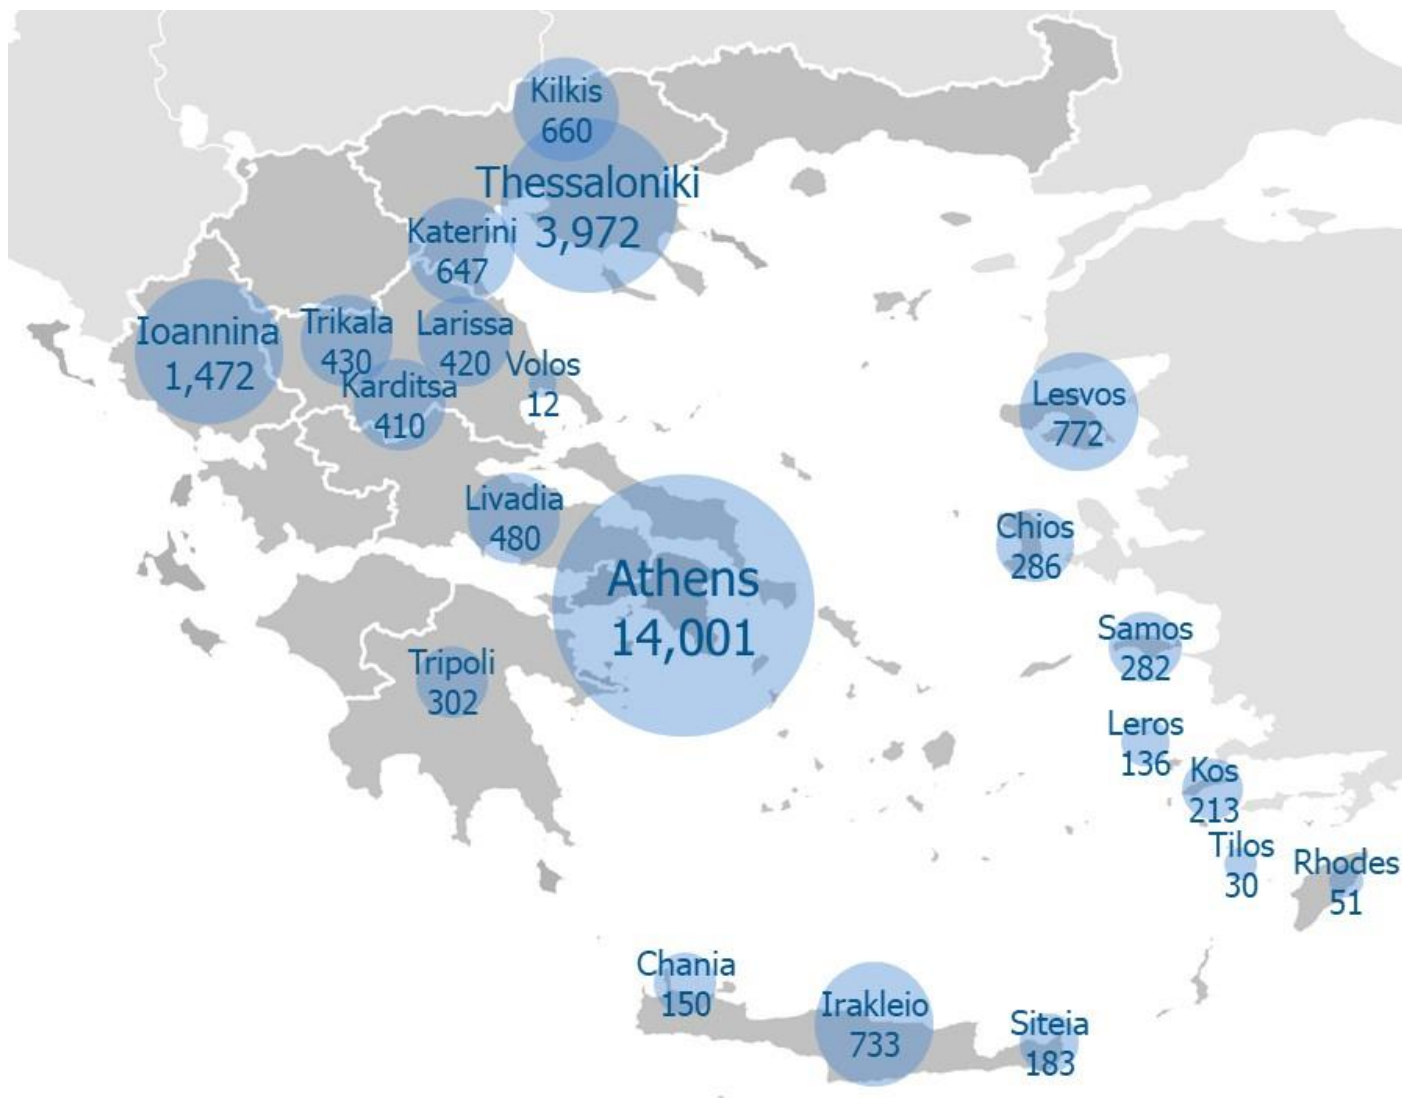 Kilkis
660
Thessaloniki
3,972
Katerini
647
Ioannina
1,472
Trikala
430
Larissa
420
Volos
12
Karditsa
410
Lesvos
772
Livadia
480
Chios
286
Athens
14,001
Samos
282
Tripoli
302
Leros
136
Kos
213
Tilos
30
Rhodes
51
Chania
150
Irakleio
733
Siteia
183